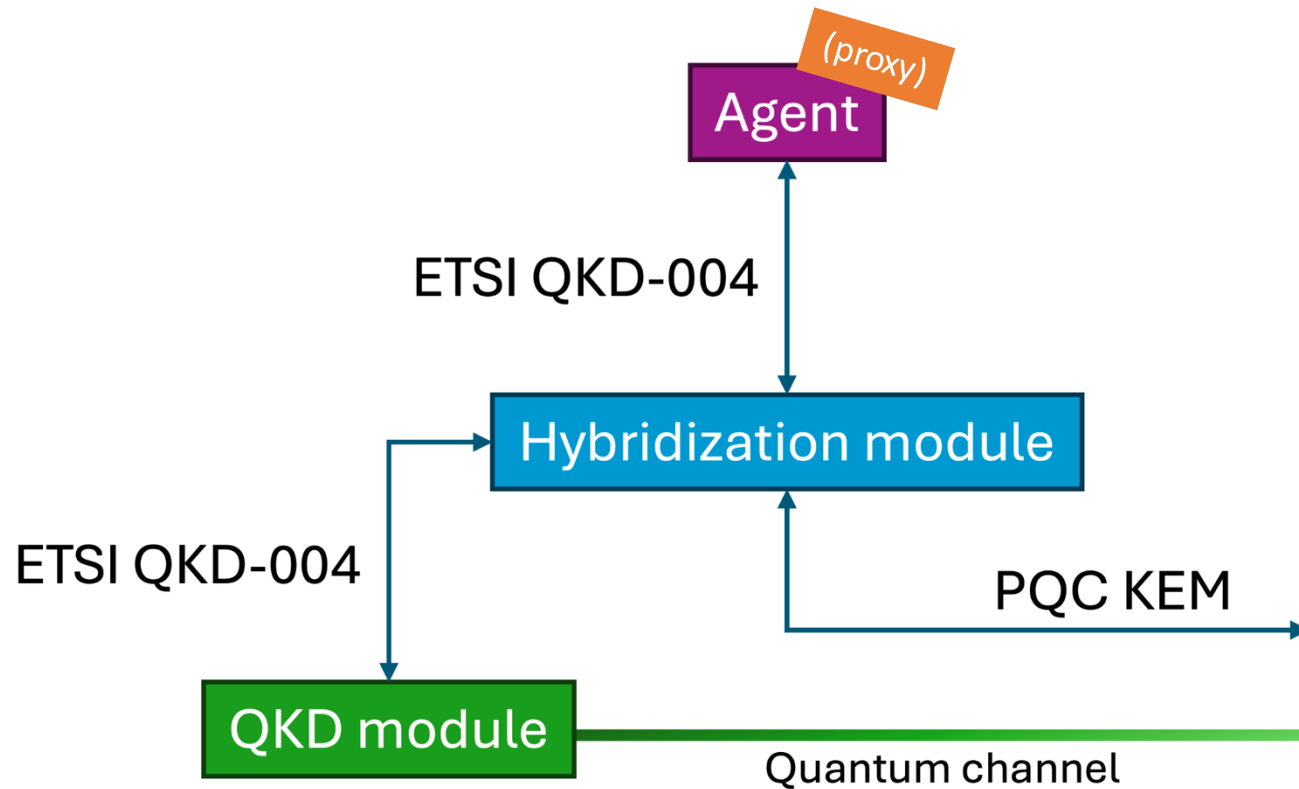 (proxy)
Agent
ETSI QKD-004
Hybridization module
ETSI QKD-004
PQC KEM
QKD module
Quantum channel